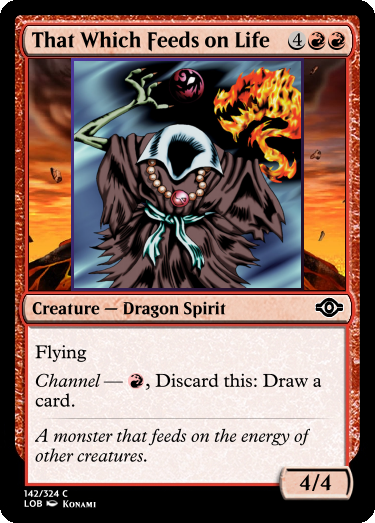 That Which Feeds on Life 4
Creature — Dragon Spirit
Flying
Channel — , Discard this: Draw a
card.
A monster that feeds on the energy of
other creatures.
4/4
142/324 C
LOB Konami